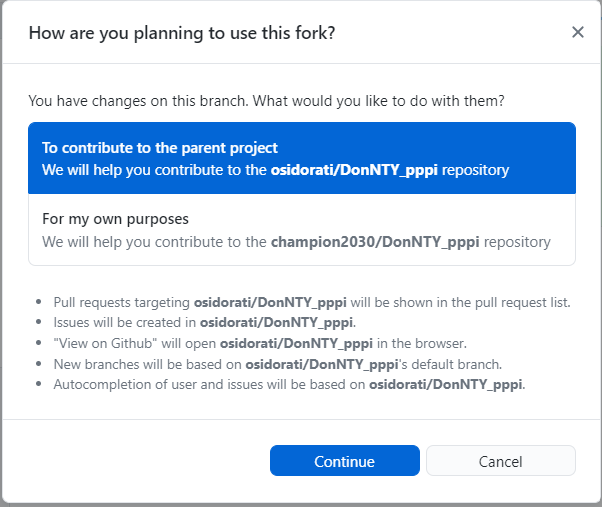 How are you planning to use this fork?
You have changes on this branch. What would you like to do with them?
To contribute to the parent project
We will help you contribute to the osidorati/DonNTY_pppi repository
For my own purposes
We will help you contribute to the champion2030/DonNTY_pppi repository
• Pull requests targeting osidorati/DonNTY_pppi will be shown in the pull request list.
• Issues will be created in osidorati/DonNTY_pppi.
• "View on Github" will open osidorati/DonNTY_pppi in the browser.
• New branches will be based on osidorati/DonNTY_pppi's default branch.
• Autocompletion of user and issues will be based on osidorati/DonNTY_pppi.
Continue
Cancel